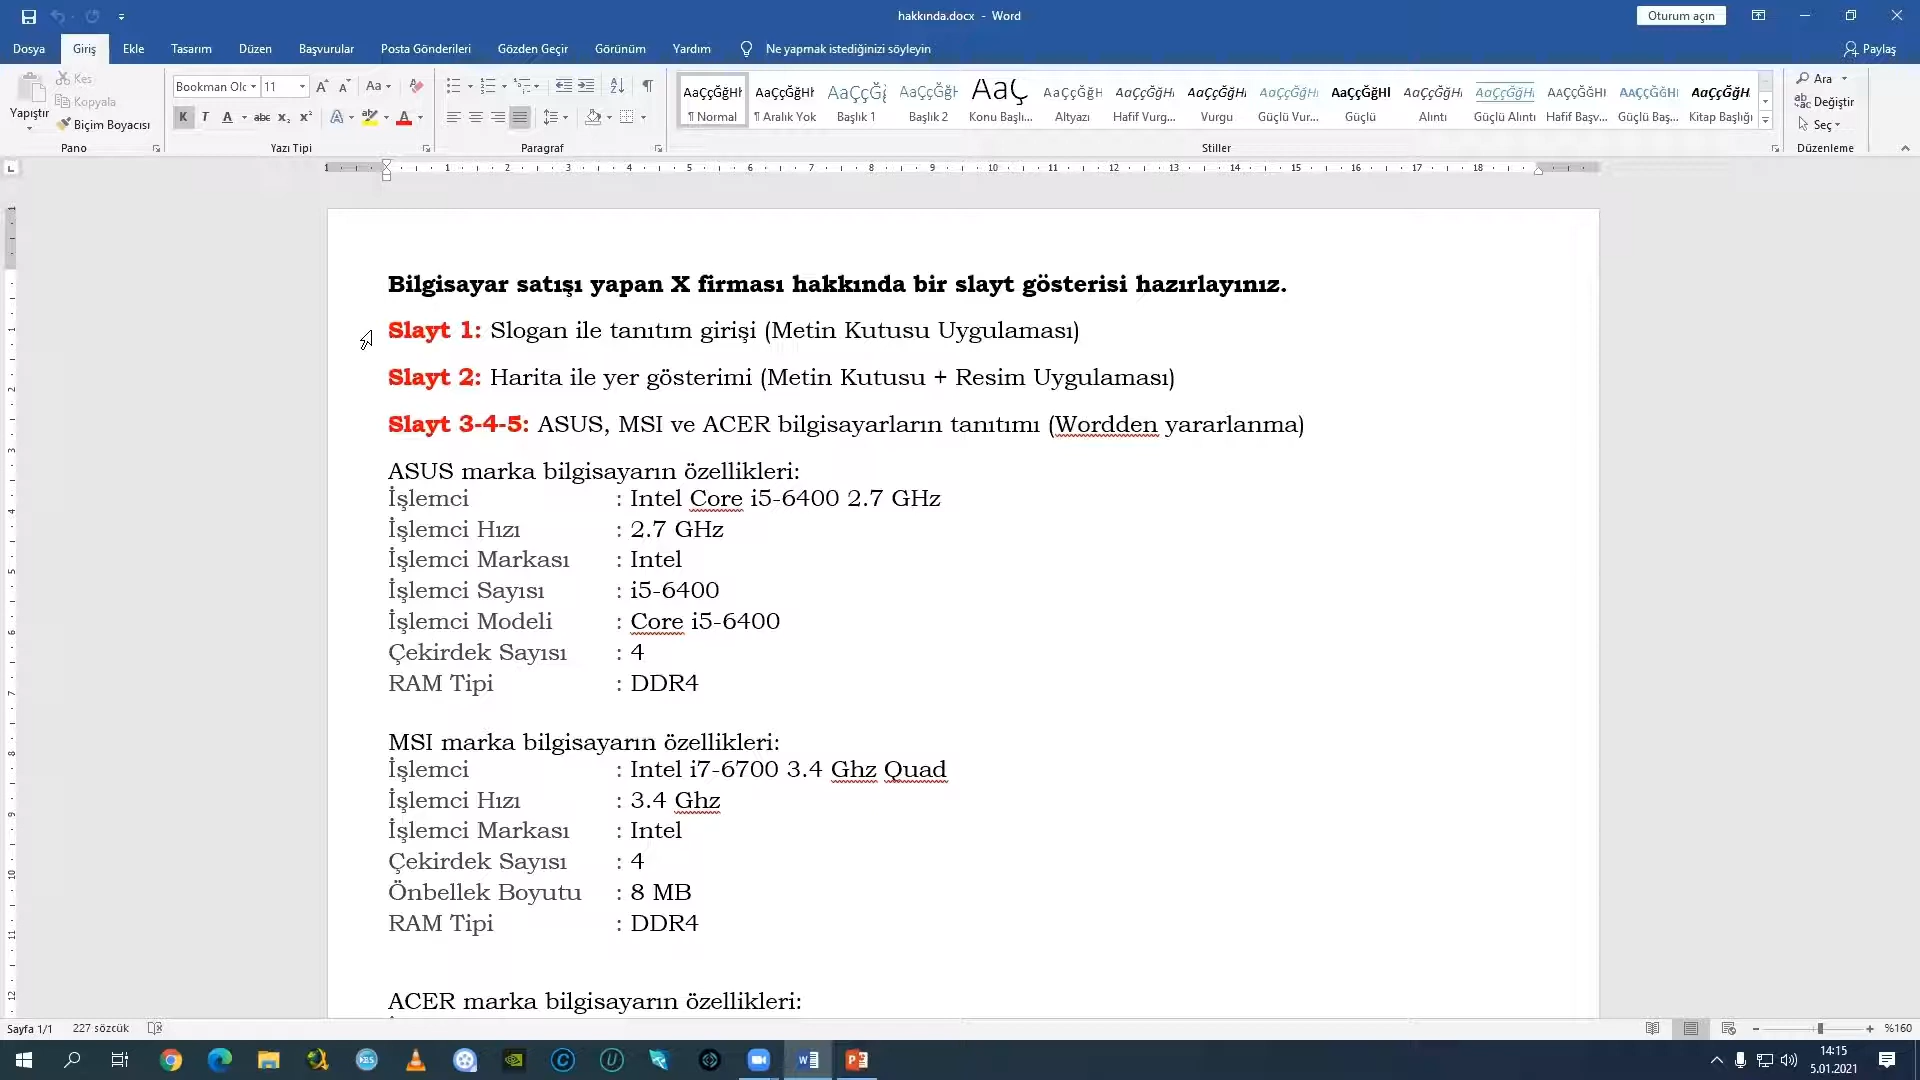 hakkında.docx - Word
Oturum açın
Dosya Giriş Ekle Tasarım Düzen Başvurular Posta Gönderileri Gözden Geçir Görünüm Yardım Ne yapmak istediğinizi söyleyin Paylaş
Yapıştır
Kes
Kopyala
Biçim Boyacısı
Pano
Bookman Olc 11
Yazı Tipi
Paragraf
¶ Normal ¶ Aralık Yok Başlık 1 Başlık 2 Konu Başlı... Altyazı Hafif Vurg... Vurgu Güçlü Vur... Güçlü Alıntı Güçlü Alıntı Hafif Başv... Güçlü Baş... Kitap Başlığı
Stiller
Ara
Değiştir
Seç
Düzenleme
Bilgisayar satışı yapan X firması hakkında bir slayt gösterisi hazırlayınız.
Slayt 1: Slogan ile tanıtım girişi (Metin Kutusu Uygulaması)
Slayt 2: Harita ile yer gösterimi (Metin Kutusu + Resim Uygulaması)
Slayt 3-4-5: ASUS, MSI ve ACER bilgisayarların tanıtımı (Wordden yararlanma)
ASUS marka bilgisayarın özellikleri:
İşlemci : Intel Core i5-6400 2.7 GHz
İşlemci Hızı : 2.7 GHz
İşlemci Markası : Intel
İşlemci Sayısı : i5-6400
İşlemci Modeli : Core i5-6400
Çekirdek Sayısı : 4
RAM Tipi : DDR4
MSI marka bilgisayarın özellikleri:
İşlemci : Intel i7-6700 3.4 Ghz Quad
İşlemci Hızı : 3.4 Ghz
İşlemci Markası : Intel
Çekirdek Sayısı : 4
Önbellek Boyutu : 8 MB
RAM Tipi : DDR4
ACER marka bilgisayarın özellikleri:
Sayfa 1/1 227 sözcük %160
14:15
5.01.2021